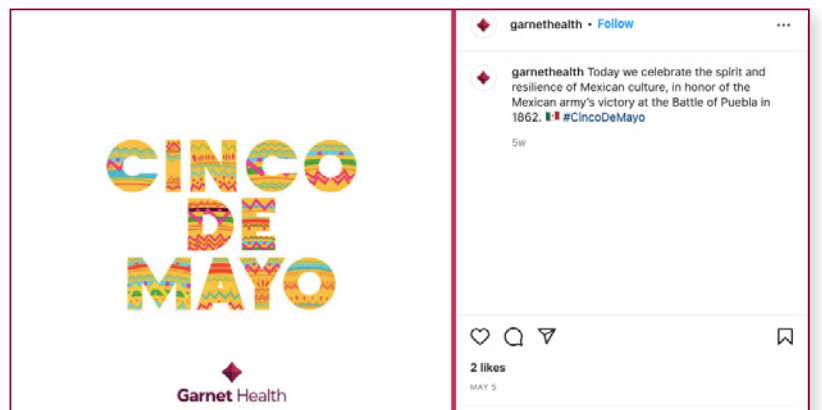 CINCO
DE
MAYO
Garnet Health
garnethealth • Follow
garnethealth Today we celebrate the spirit and
resilience of Mexican culture, in honor of the
Mexican army's victory at the Battle of Puebla in
1862. 🇲🇽 #CincoDeMayo
5w
2 likes
MAY 5